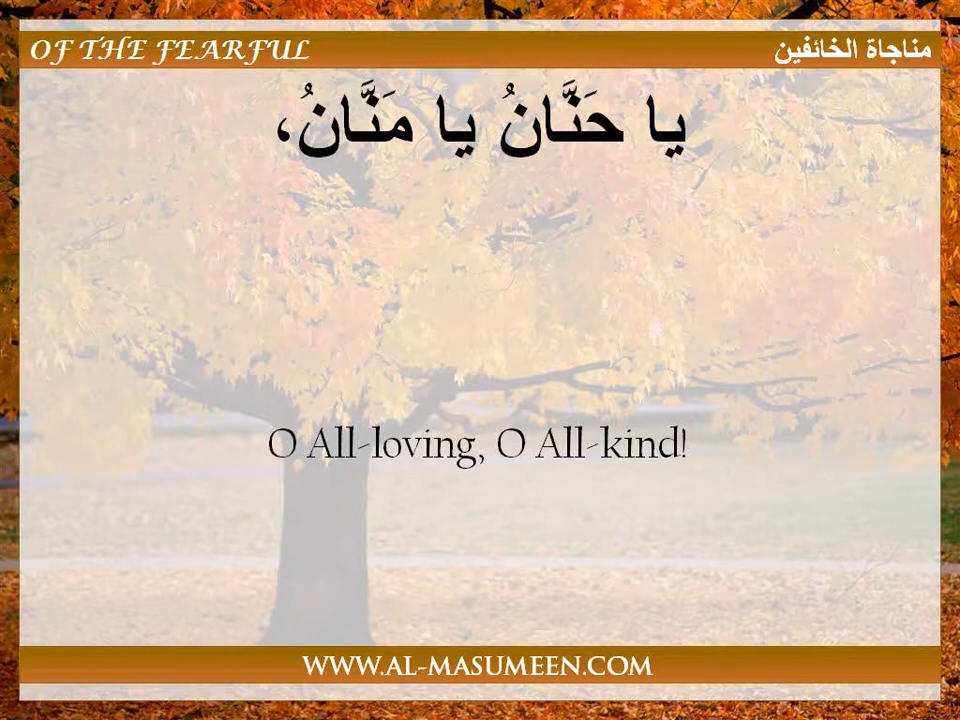 OF THE FEARFUL
مناجاة الخائفين
يا حَنَّانُ يا مَنَّانُ،
O All-loving, O All-kind!
WWW.AL-MASUMEEN.COM